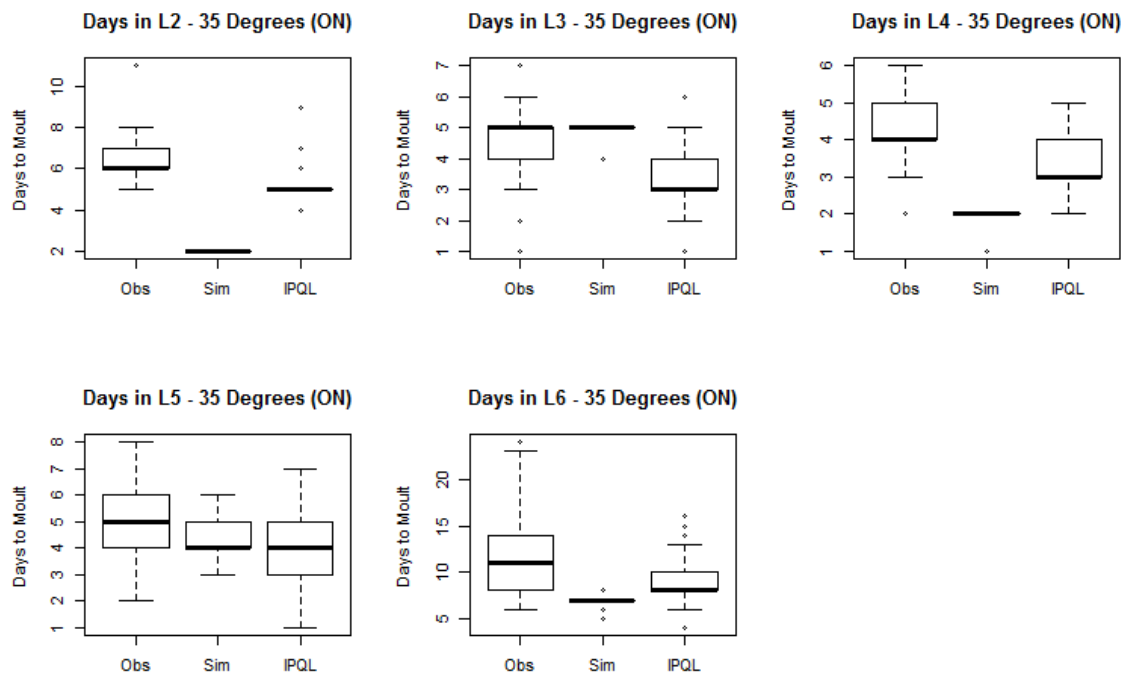 Days in L2 - 35 Degrees (ON)
Days to Moult
10
8
6
4
2
Obs Sim IPQL
Days in L3 - 35 Degrees (ON)
Days to Moult
7
6
5
4
3
2
1
Obs Sim IPQL
Days in L4 - 35 Degrees (ON)
Days to Moult
6
5
4
3
2
1
Obs Sim IPQL
Days in L5 - 35 Degrees (ON)
Days to Moult
8
7
6
5
4
3
2
1
Obs Sim IPQL
Days in L6 - 35 Degrees (ON)
Days to Moult
20
15
10
5
Obs Sim IPQL